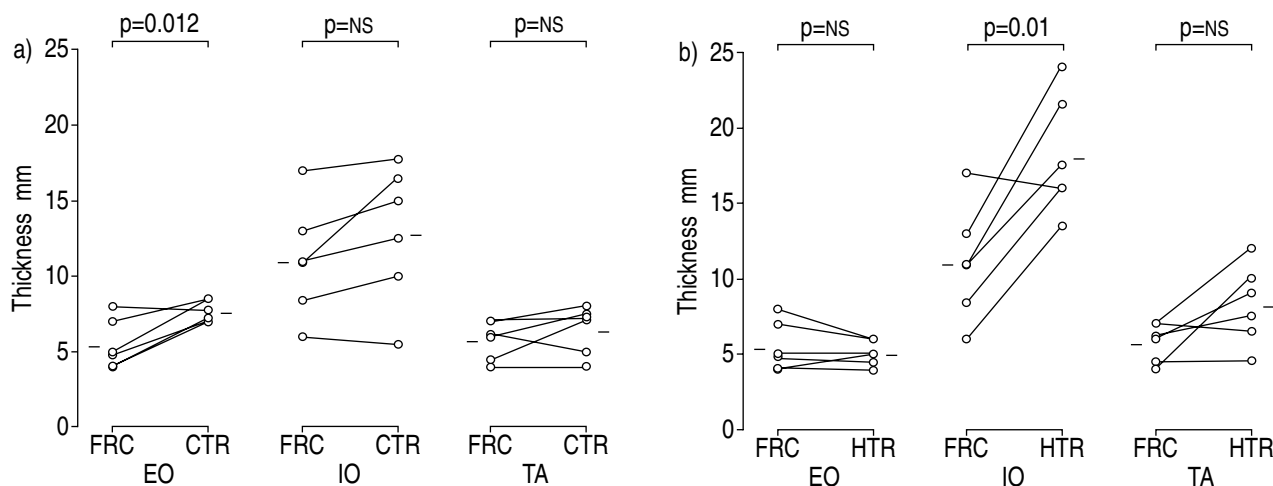 a)
p=0.012 p=NS p=NS
Thickness mm
25
20
15
10
5
0
FRC CTR FRC CTR FRC CTR
EO IO TA
b)
p=NS p=0.01 p=NS
Thickness mm
25
20
15
10
5
0
FRC HTR FRC HTR FRC HTR
EO IO TA